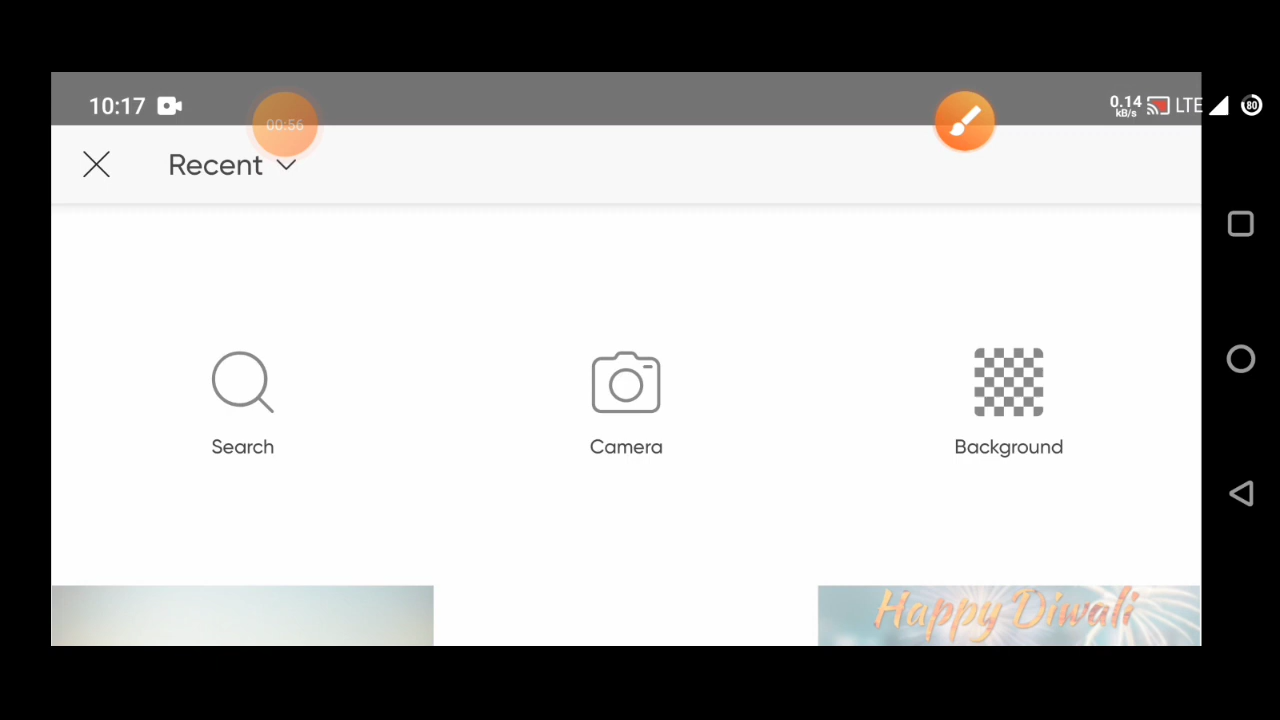 10:17
0.14 LTE 80
kB/s
00:56
Recent
Search Camera Background
Happy Diwali